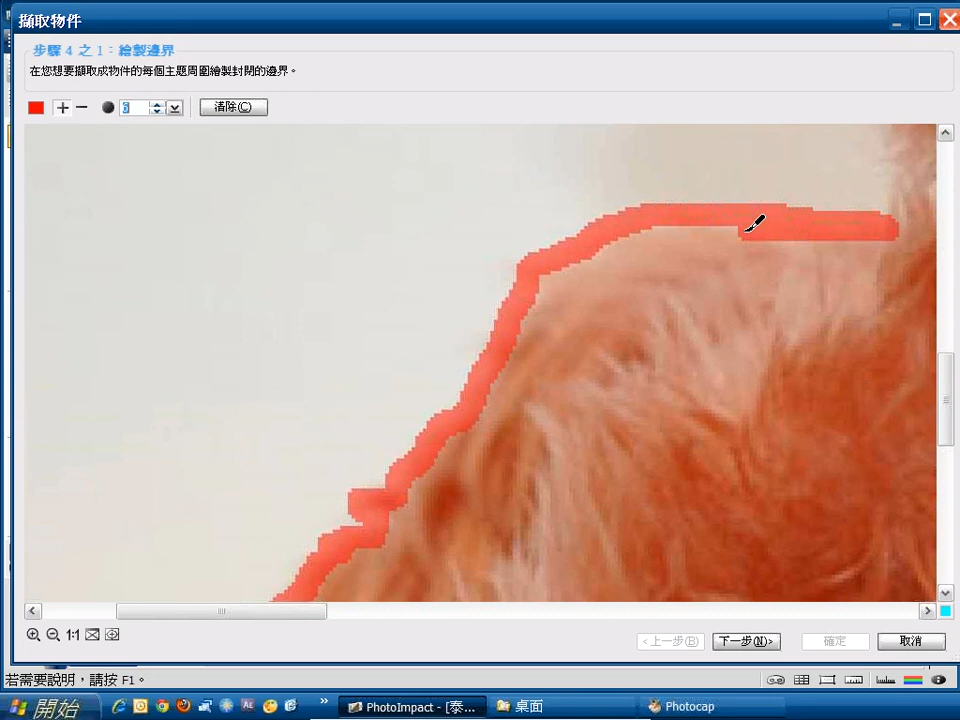 擷取物件
步驟 4 之 1：繪製邊界
在您想要擷取成物件的每個主題周圍繪製封閉的邊界。
清除(C)
1:1
<上一步(B)
下一步(N)>
確定
取消
若需要說明，請按 F1。
開始
PhotoImpact - [泰...
桌面
Photocap